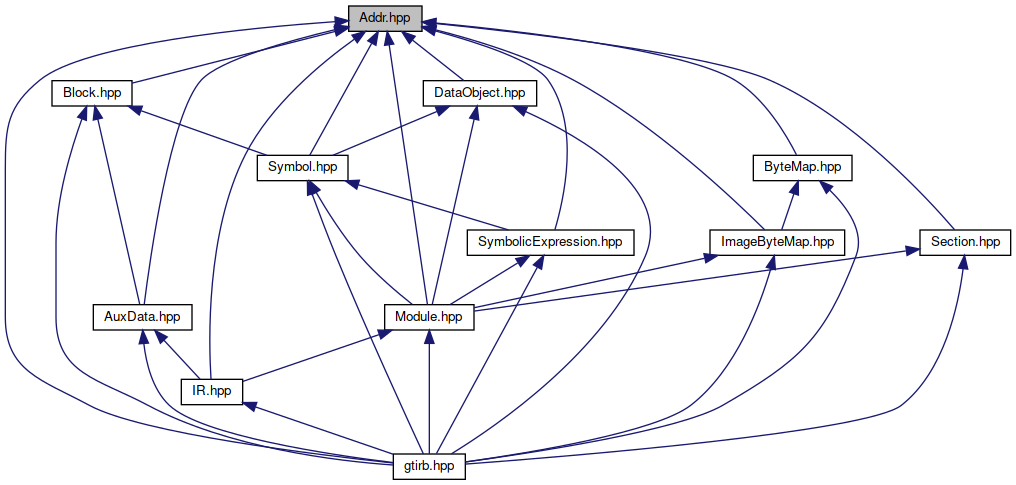 Addr.hpp
Block.hpp
DataObject.hpp
Symbol.hpp
ByteMap.hpp
SymbolicExpression.hpp
ImageByteMap.hpp
Section.hpp
AuxData.hpp
Module.hpp
IR.hpp
gtirb.hpp